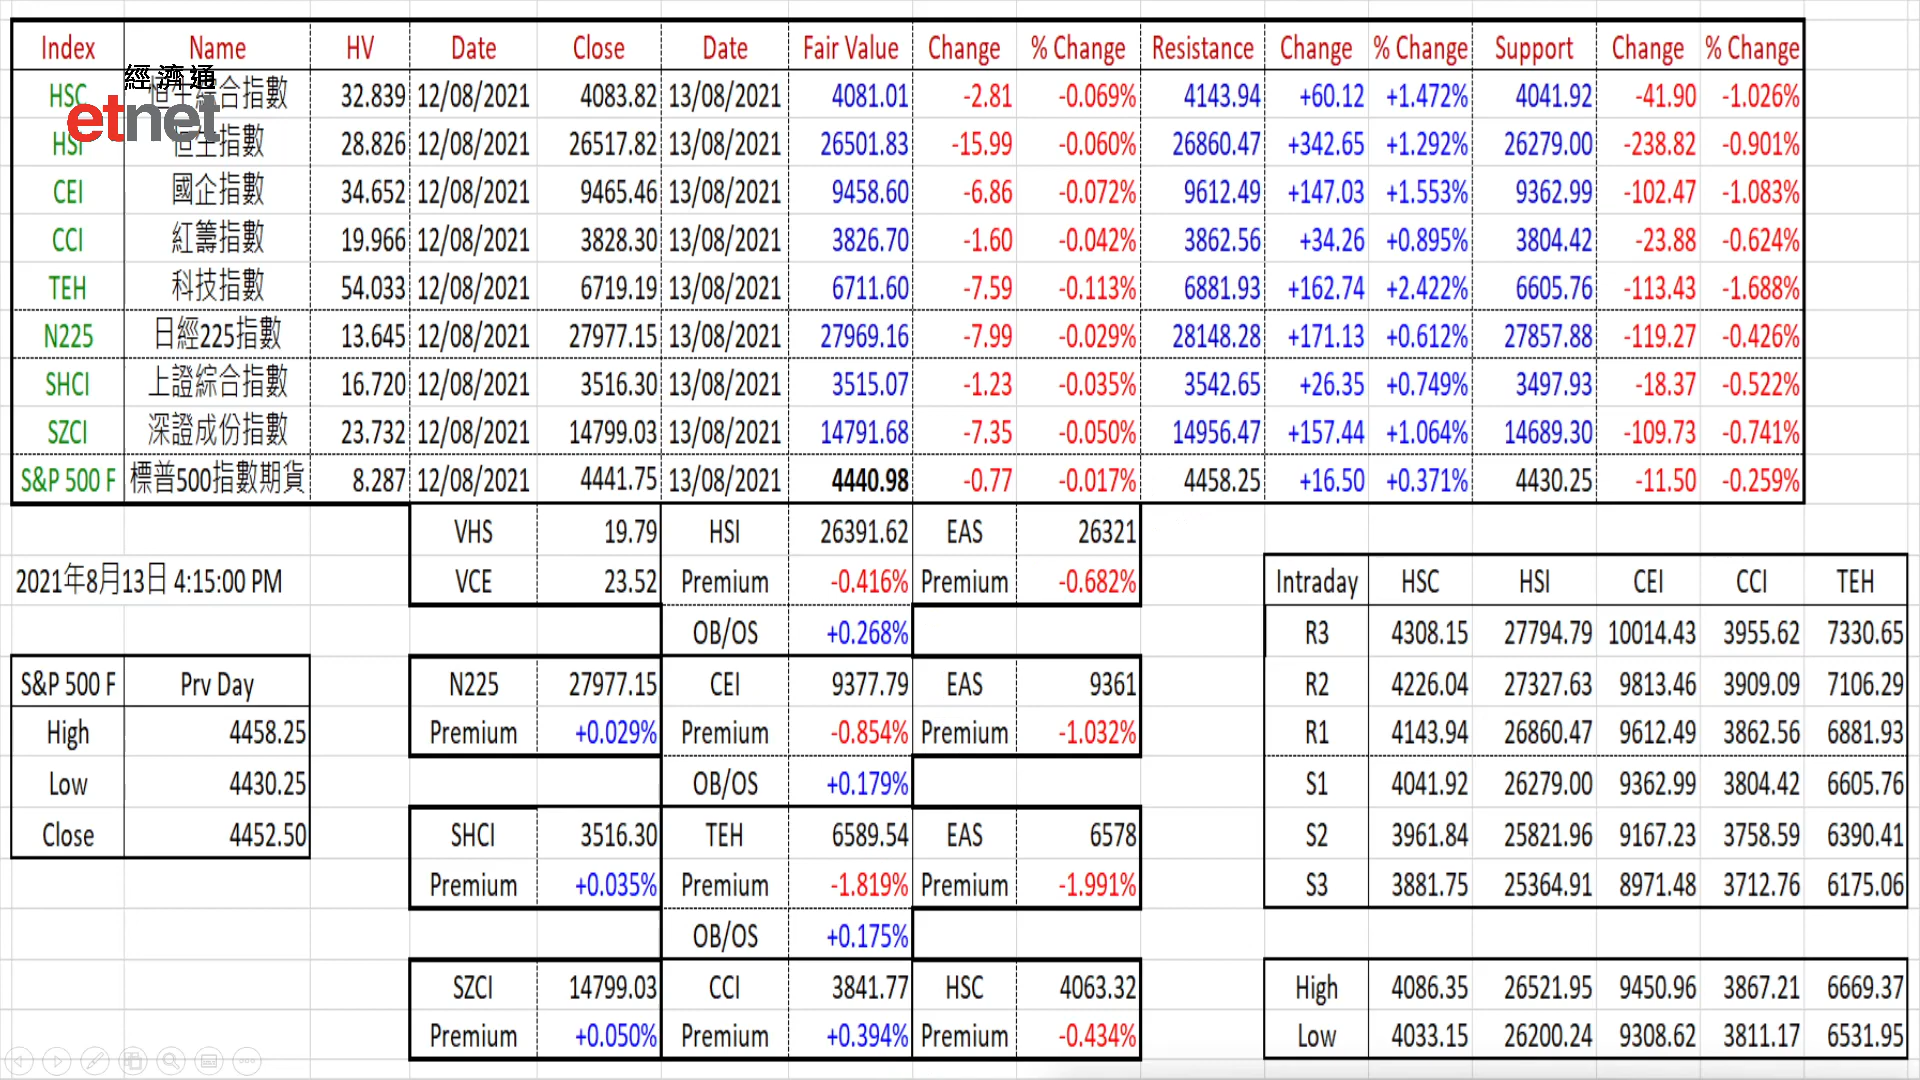 Index Name HV Date Close Date Fair Value Change % Change Resistance Change % Change Support Change % Change
經濟通
etnet
HSC 恒生綜合指數 32.839 12/08/2021 4083.82 13/08/2021 4081.01 -2.81 -0.069% 4143.94 +60.12 +1.472% 4041.92 -41.90 -1.026%
HSI 恒生指數 28.826 12/08/2021 26517.82 13/08/2021 26501.83 -15.99 -0.060% 26860.47 +342.65 +1.292% 26279.00 -238.82 -0.901%
CEI 國企指數 34.652 12/08/2021 9465.46 13/08/2021 9458.60 -6.86 -0.072% 9612.49 +147.03 +1.553% 9362.99 -102.47 -1.083%
CCI 紅籌指數 19.966 12/08/2021 3828.30 13/08/2021 3826.70 -1.60 -0.042% 3862.56 +34.26 +0.895% 3804.42 -23.88 -0.624%
TEH 科技指數 54.033 12/08/2021 6719.19 13/08/2021 6711.60 -7.59 -0.113% 6881.93 +162.74 +2.422% 6605.76 -113.43 -1.688%
N225 日經225指數 13.645 12/08/2021 27977.15 13/08/2021 27969.16 -7.99 -0.029% 28148.28 +171.13 +0.612% 27857.88 -119.27 -0.426%
SHCI 上證綜合指數 16.720 12/08/2021 3516.30 13/08/2021 3515.07 -1.23 -0.035% 3542.65 +26.35 +0.749% 3497.93 -18.37 -0.522%
SZCI 深證成份指數 23.732 12/08/2021 14799.03 13/08/2021 14791.68 -7.35 -0.050% 14956.47 +157.44 +1.064% 14689.30 -109.73 -0.741%
S&P 500 F 標普500指數期貨 8.287 12/08/2021 4441.75 13/08/2021 4440.98 -0.77 -0.017% 4458.25 +16.50 +0.371% 4430.25 -11.50 -0.259%
VHS 19.79 HSI 26391.62 EAS 26321
2021年8月13日 4:15:00 PM VCE 23.52 Premium -0.416% Premium -0.682% Intraday HSC HSI CEI CCI TEH
OB/OS +0.268% R3 4308.15 27794.79 10014.43 3955.62 7330.65
S&P 500 F Prv Day N225 27977.15 CEI 9377.79 EAS 9361 R2 4226.04 27327.63 9813.46 3909.09 7106.29
High 4458.25 Premium +0.029% Premium -0.854% Premium -1.032% R1 4143.94 26860.47 9612.49 3862.56 6881.93
Low 4430.25 OB/OS +0.179% S1 4041.92 26279.00 9362.99 3804.42 6605.76
Close 4452.50 SHCI 3516.30 TEH 6589.54 EAS 6578 S2 3961.84 25821.96 9167.23 3758.59 6390.41
Premium +0.035% Premium -1.819% Premium -1.991% S3 3881.75 25364.91 8971.48 3712.76 6175.06
OB/OS +0.175%
SZCI 14799.03 CCI 3841.77 HSC 4063.32 High 4086.35 26521.95 9450.96 3867.21 6669.37
Premium +0.050% Premium +0.394% Premium -0.434% Low 4033.15 26200.24 9308.62 3811.17 6531.95